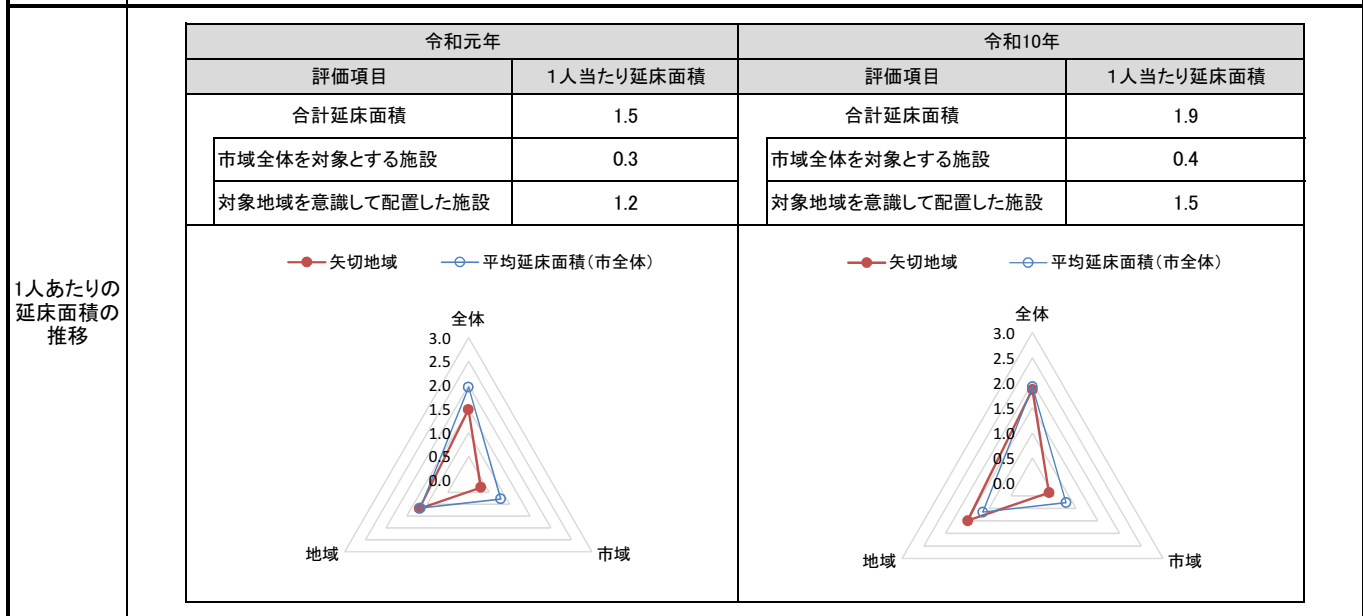 令和元年
令和10年
評価項目
1人当たり延床面積
評価項目
1人当たり延床面積
合計延床面積
1.5
合計延床面積
1.9
市域全体を対象とする施設
0.3
市域全体を対象とする施設
0.4
対象地域を意識して配置した施設
1.2
対象地域を意識して配置した施設
1.5
1人あたりの
延床面積の
推移
矢切地域
平均延床面積(市全体)
全体
3.0
2.5
2.0
1.5
1.0
0.5
0.0
地域
市域
矢切地域
平均延床面積(市全体)
全体
3.0
2.5
2.0
1.5
1.0
0.5
0.0
地域
市域